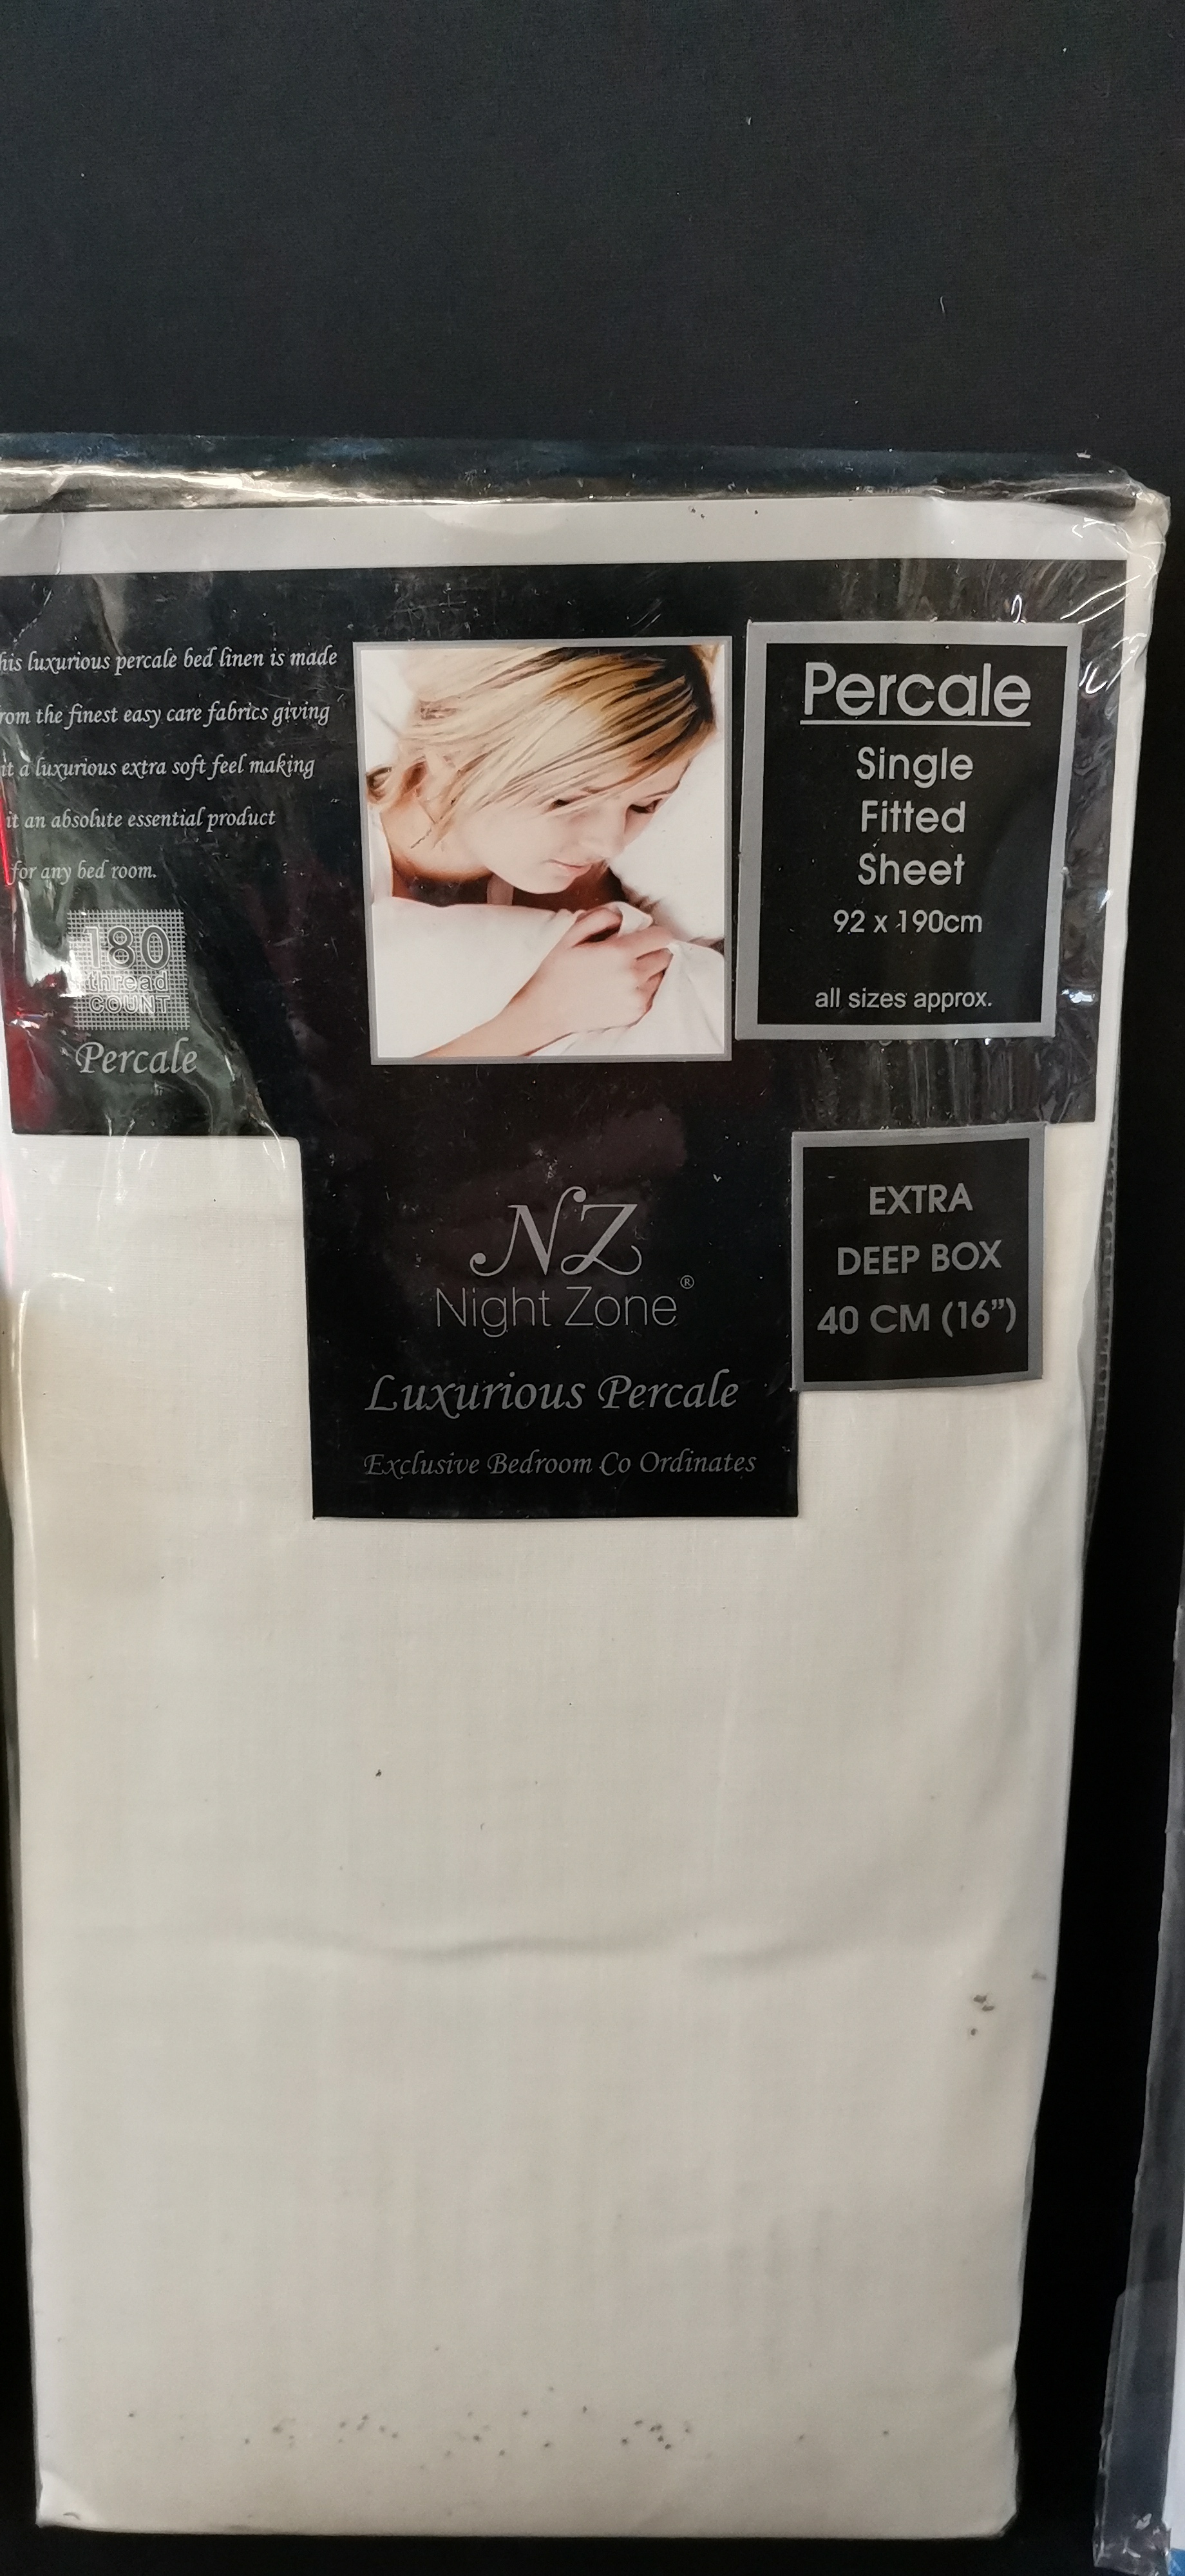 his luxurious percale bed linen is made
rom the finest easy care fabrics giving
it a luxurious extra soft feel making
it an absolute essential product
for any bed room.
180
thread
COUNT
Percale
Percale
Single
Fitted
Sheet
92 x 190cm
all sizes approx.
NZ
Night Zone®
Luxurious Percale
Exclusive Bedroom Co Ordinates
EXTRA
DEEP BOX
40 CM (16”)